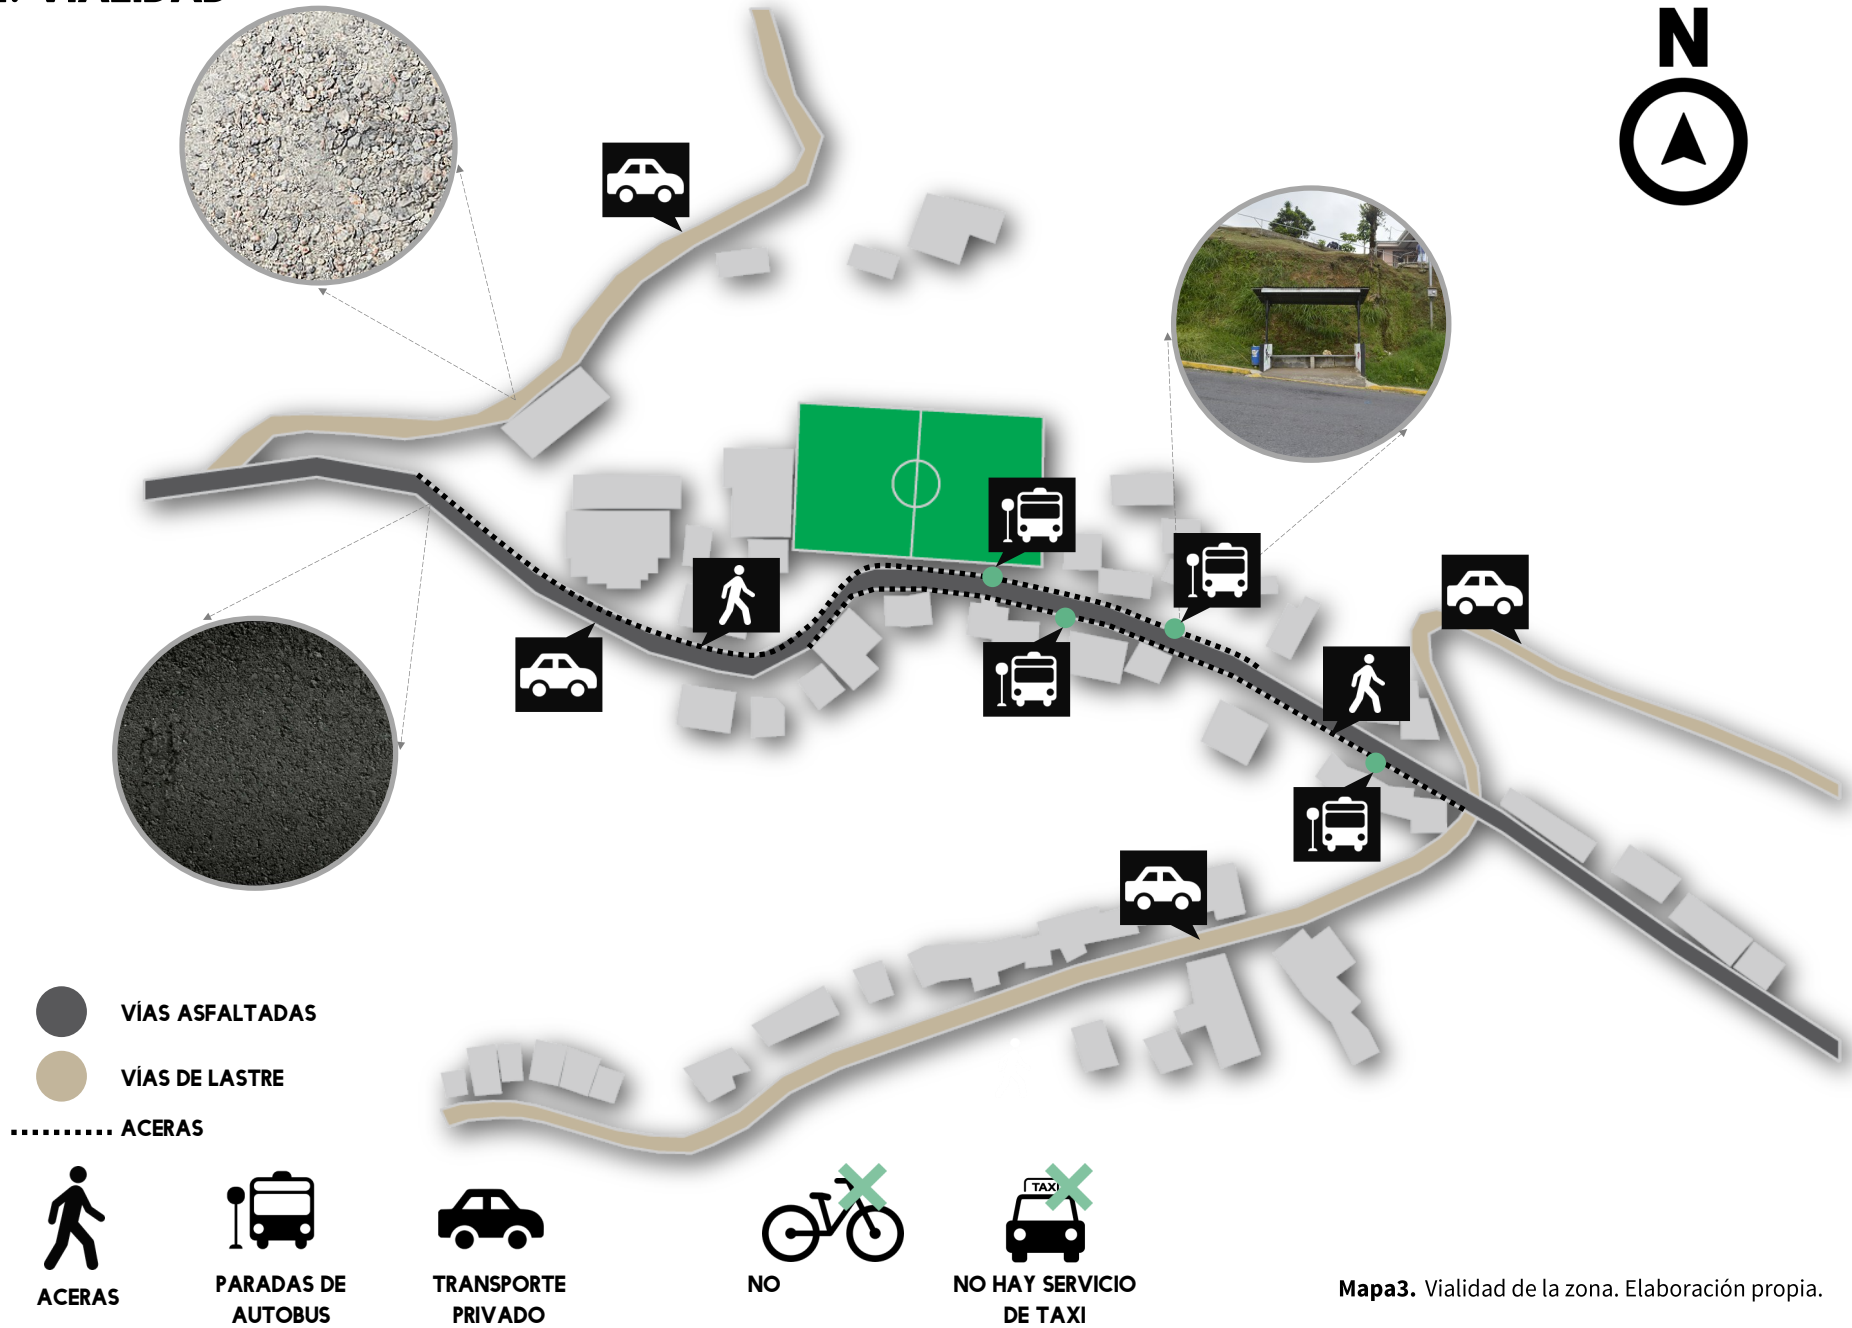 VIALIDAD
N
VÍAS ASFALTADAS
VÍAS DE LASTRE
ACERAS
TAXI
ACERAS
PARADAS DE
AUTOBUS
TRANSPORTE
PRIVADO
NO
NO HAY SERVICIO
DE TAXI
Mapa3. Vialidad de la zona. Elaboración propia.